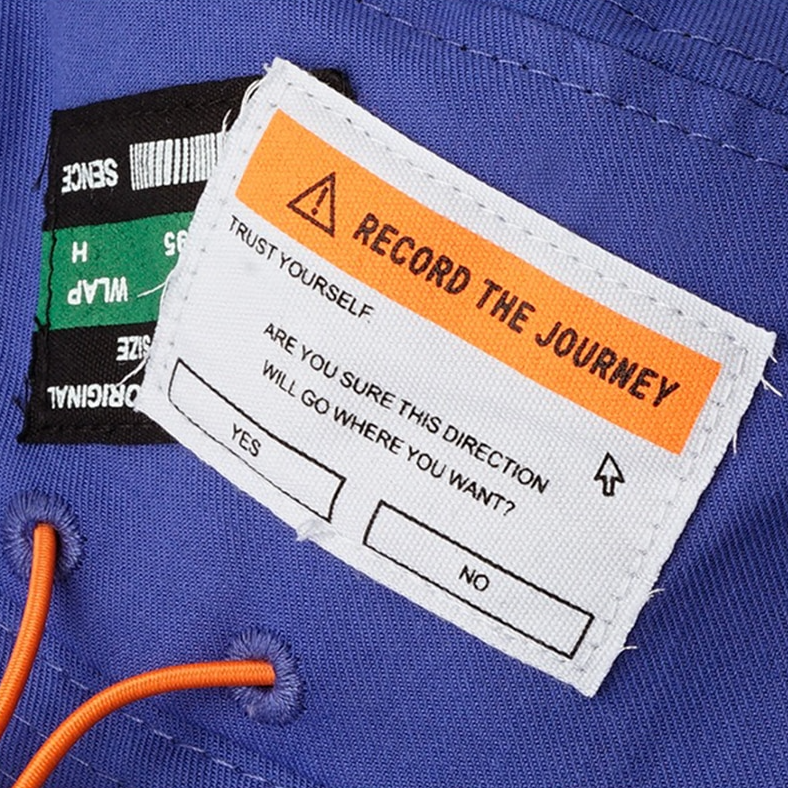 RECORD THE JOURNEY
TRUST YOURSELF.
ARE YOU SURE THIS DIRECTION
WILL GO WHERE YOU WANT?
YES
NO
ORIGINAL
SIZE
WLAP
H
95
SENCE